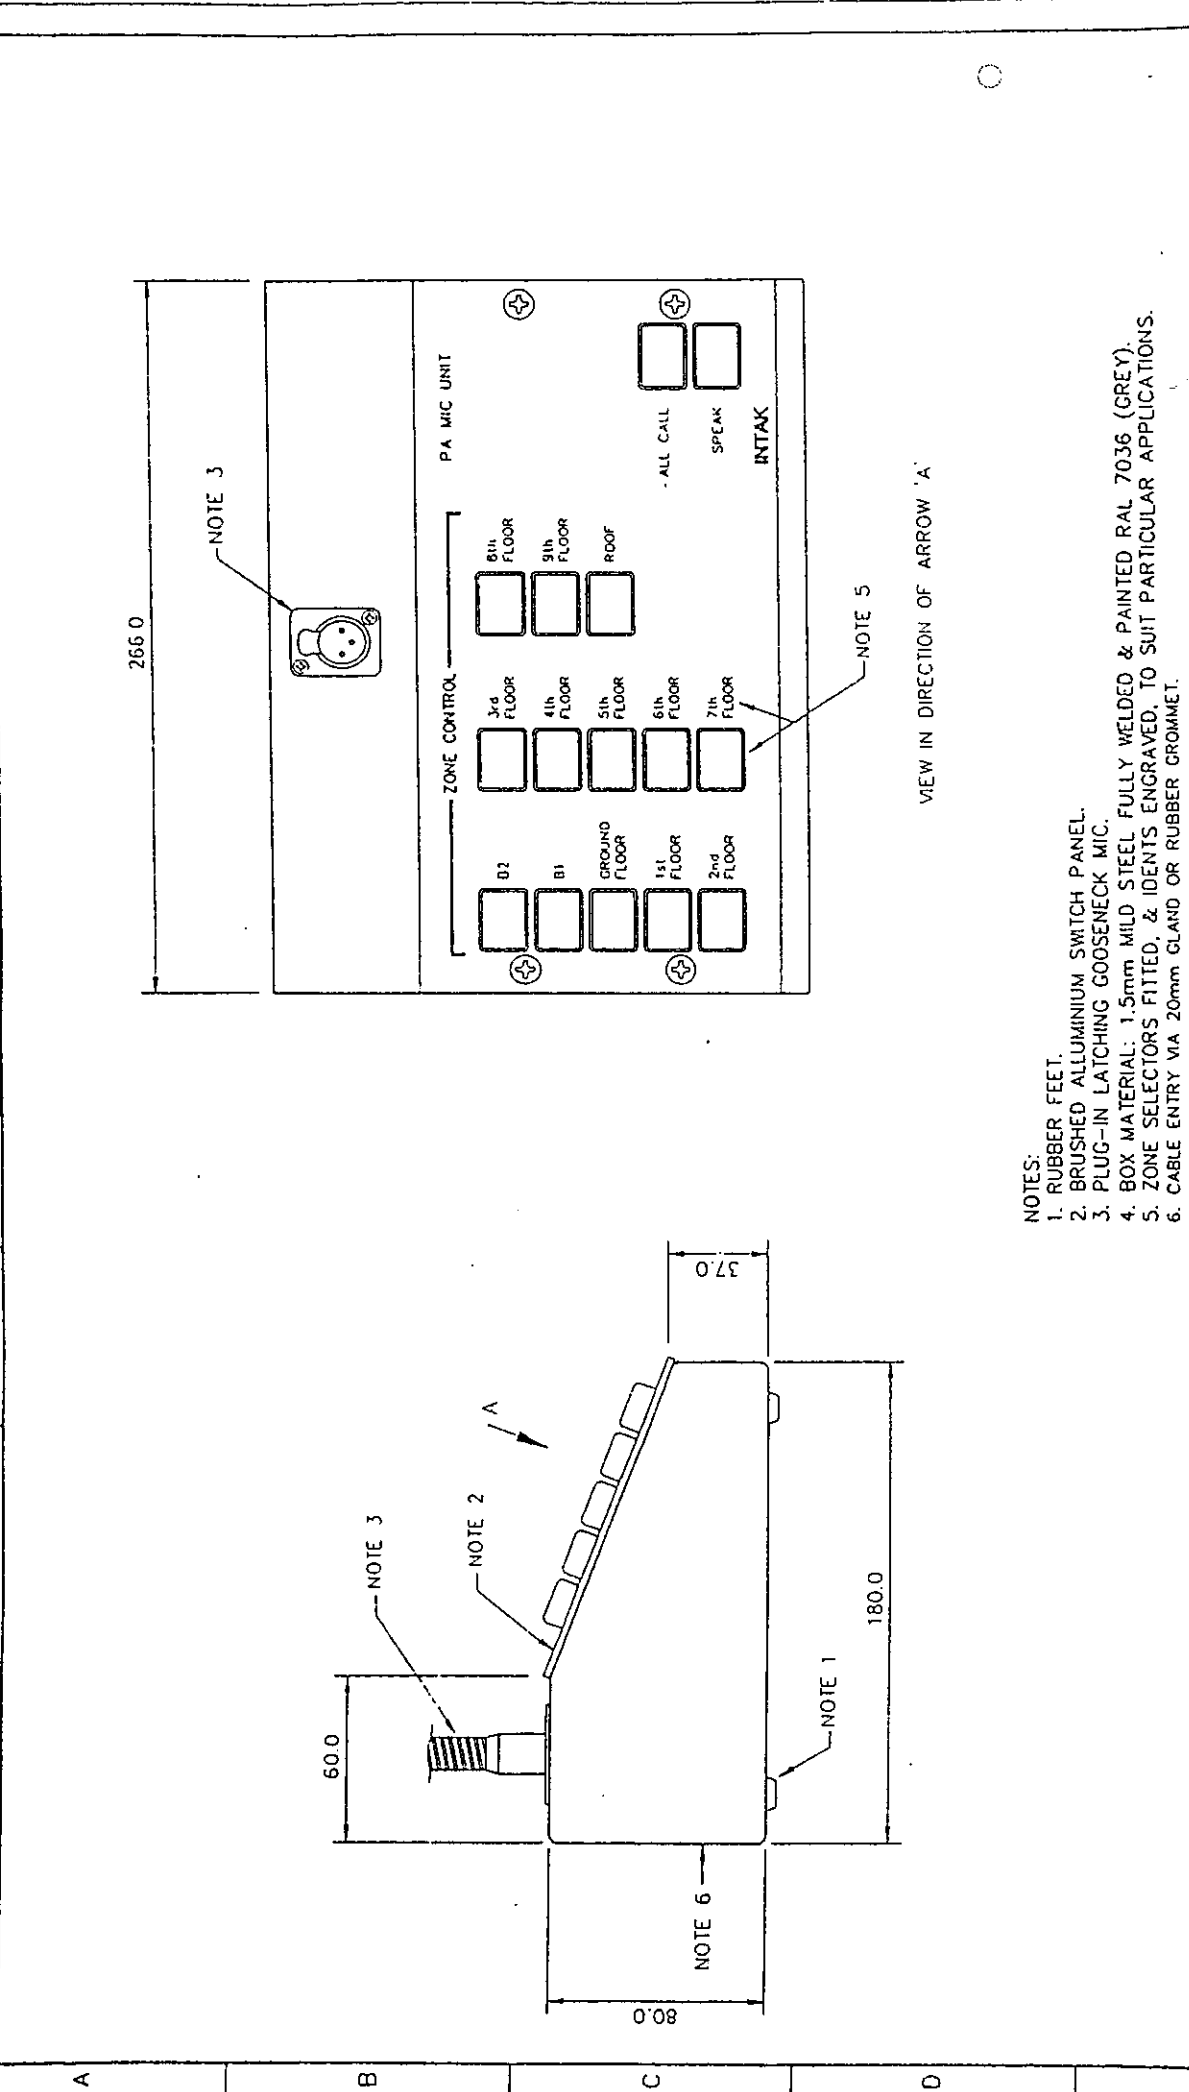 A
B
C
D
80.0
60.0
NOTE 3
NOTE 2
A
37.0
NOTE 6
NOTE 1
180.0
266.0
NOTE 3
ZONE CONTROL
PA MIC UNIT
B2
B1
GROUND
FLOOR
1st
FLOOR
2nd
FLOOR
3rd
FLOOR
4th
FLOOR
5th
FLOOR
6th
FLOOR
7th
FLOOR
8th
FLOOR
9th
FLOOR
ROOF
ALL CALL
SPEAK
INTAK
NOTE 5
VIEW IN DIRECTION OF ARROW 'A'
NOTES:
1. RUBBER FEET.
2. BRUSHED ALLUMINIUM SWITCH PANEL.
3. PLUG-IN LATCHING GOOSENECK MIC.
4. BOX MATERIAL: 1.5mm MILD STEEL FULLY WELDED & PAINTED RAL 7036 (GREY).
5. ZONE SELECTORS FITTED, & IDENTS ENGRAVED, TO SUIT PARTICULAR APPLICATIONS.
6. CABLE ENTRY VIA 20mm GLAND OR RUBBER GROMMET.